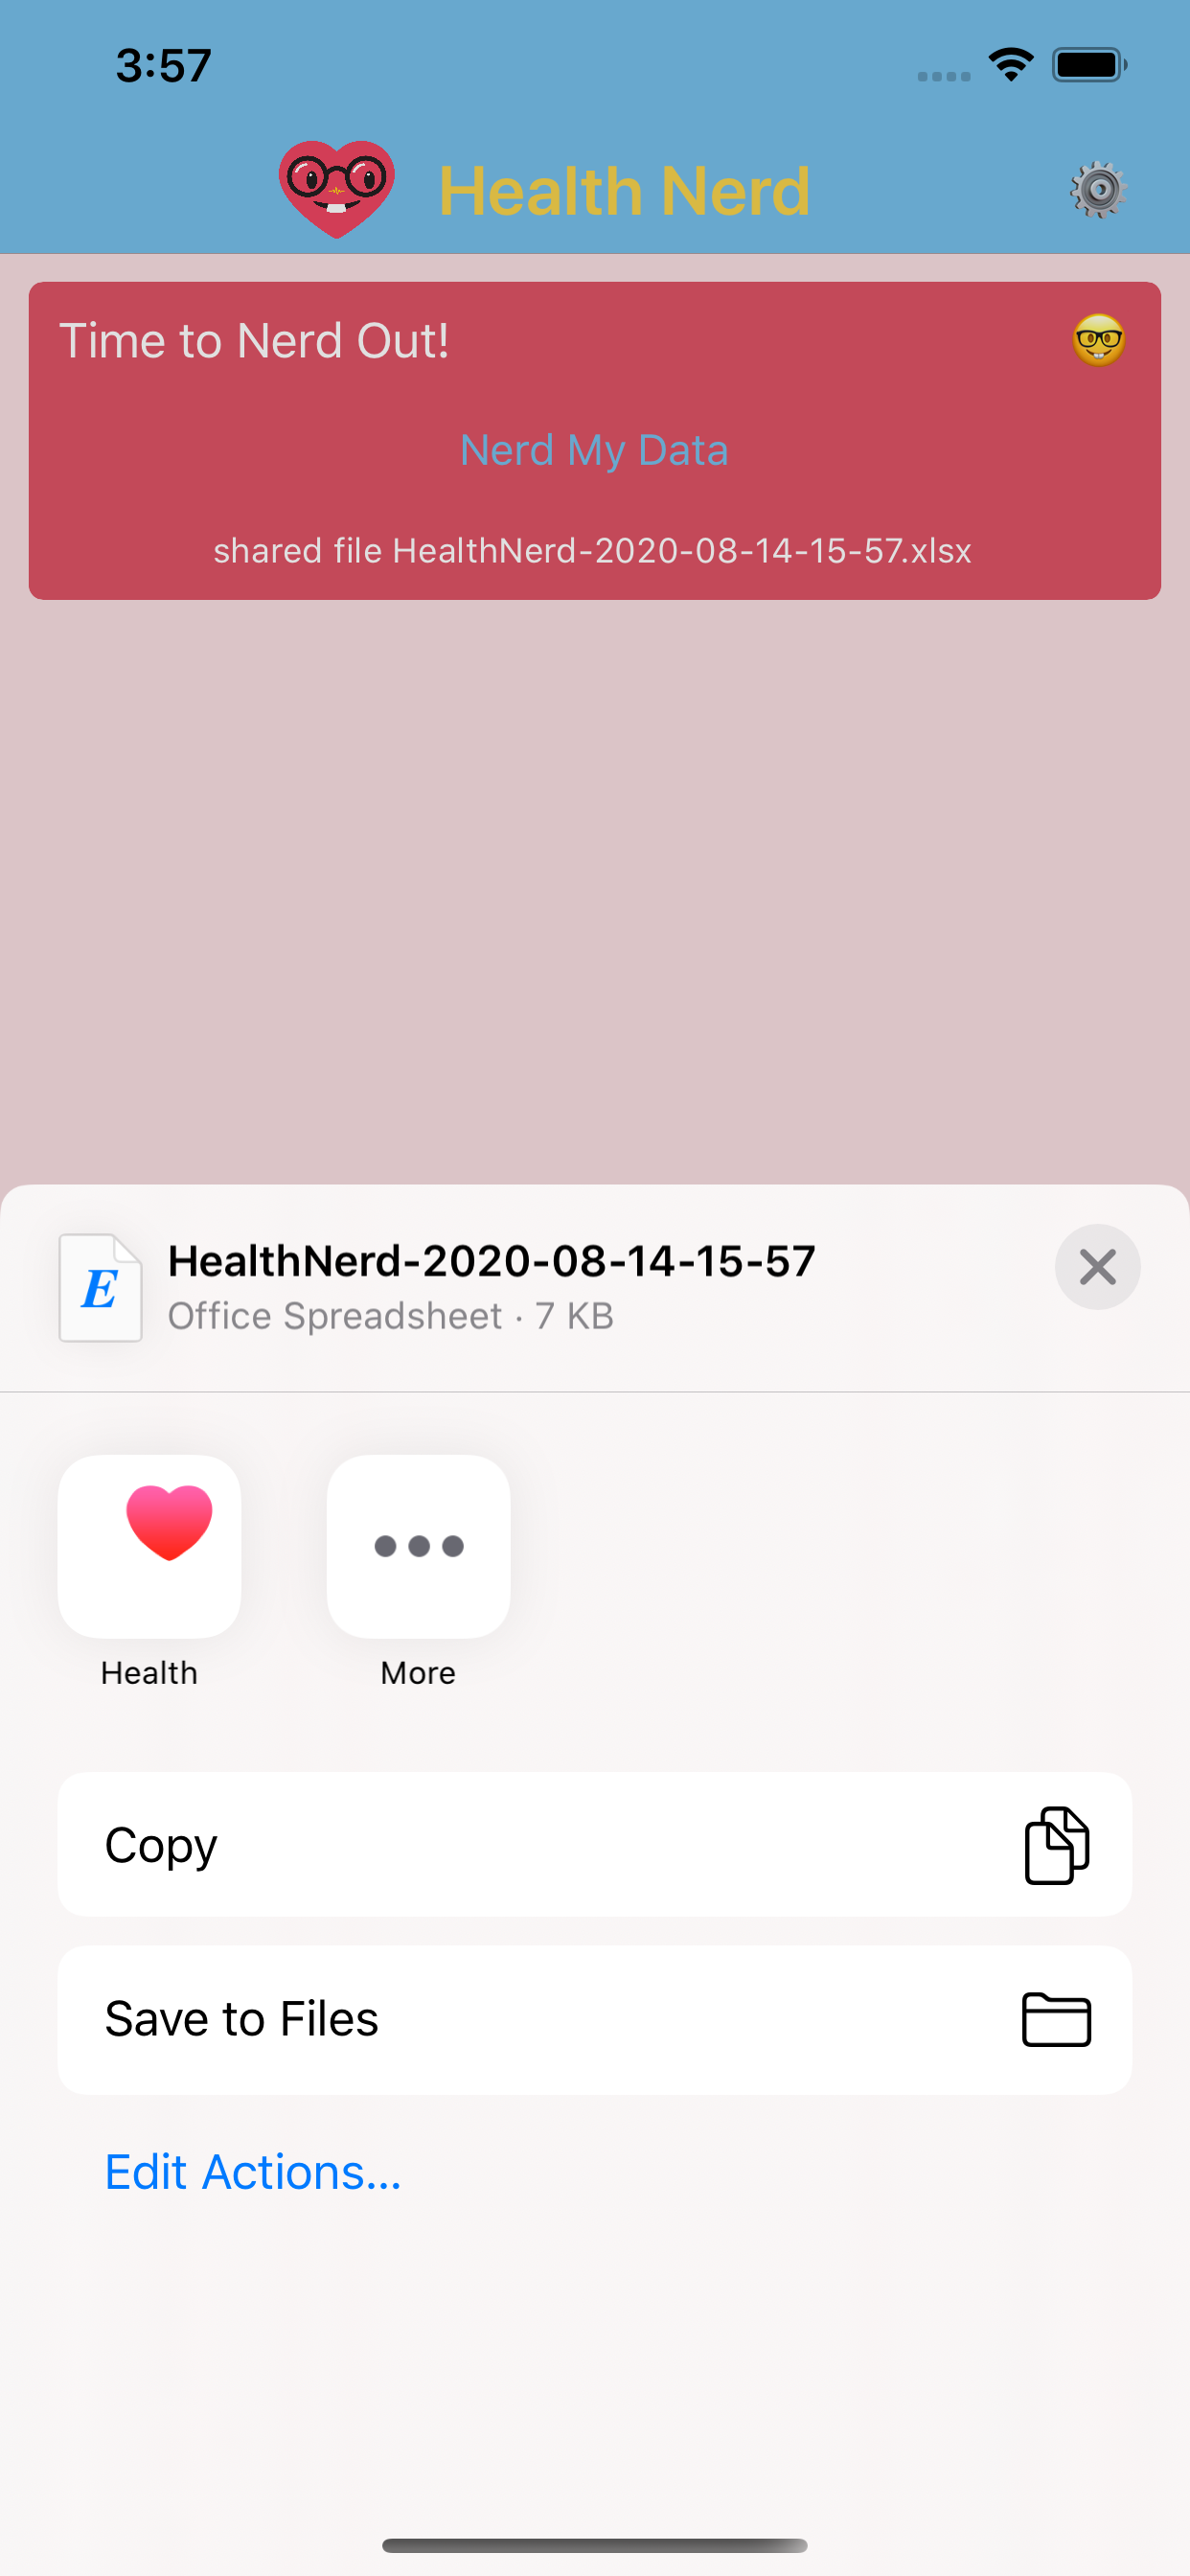 3:57
Health Nerd
Time to Nerd Out!
Nerd My Data
shared file HealthNerd-2020-08-14-15-57.xlsx
E
HealthNerd-2020-08-14-15-57
Office Spreadsheet · 7 KB
Health
More
Copy
Save to Files
Edit Actions...